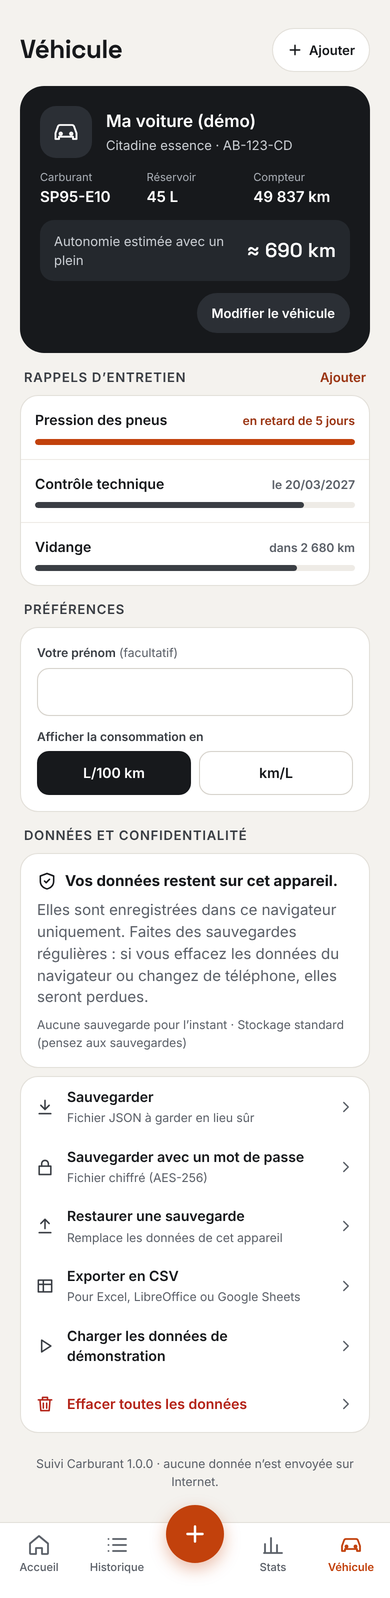 Véhicule
Ajouter
Ma voiture (démo)
Citadine essence · AB-123-CD
Carburant
Réservoir
Compteur
SP95-E10
45 L
49 837 km
Autonomie estimée avec un
plein
≈ 690 km
Modifier le véhicule
RAPPELS D’ENTRETIEN
Ajouter
Pression des pneus
en retard de 5 jours
Contrôle technique
le 20/03/2027
Vidange
dans 2 680 km
PRÉFÉRENCES
Votre prénom (facultatif)
Afficher la consommation en
L/100 km
km/L
DONNÉES ET CONFIDENTIALITÉ
Vos données restent sur cet appareil.
Elles sont enregistrées dans ce navigateur
uniquement. Faites des sauvegardes
régulières : si vous effacez les données du
navigateur ou changez de téléphone, elles
seront perdues.
Aucune sauvegarde pour l’instant · Stockage standard
(pensez aux sauvegardes)
Sauvegarder
Fichier JSON à garder en lieu sûr
Sauvegarder avec un mot de passe
Fichier chiffré (AES-256)
Restaurer une sauvegarde
Remplace les données de cet appareil
Exporter en CSV
Pour Excel, LibreOffice ou Google Sheets
Charger les données de
démonstration
Effacer toutes les données
Suivi Carburant 1.0.0 · aucune donnée n’est envoyée sur
Internet.
Accueil
Historique
Stats
Véhicule